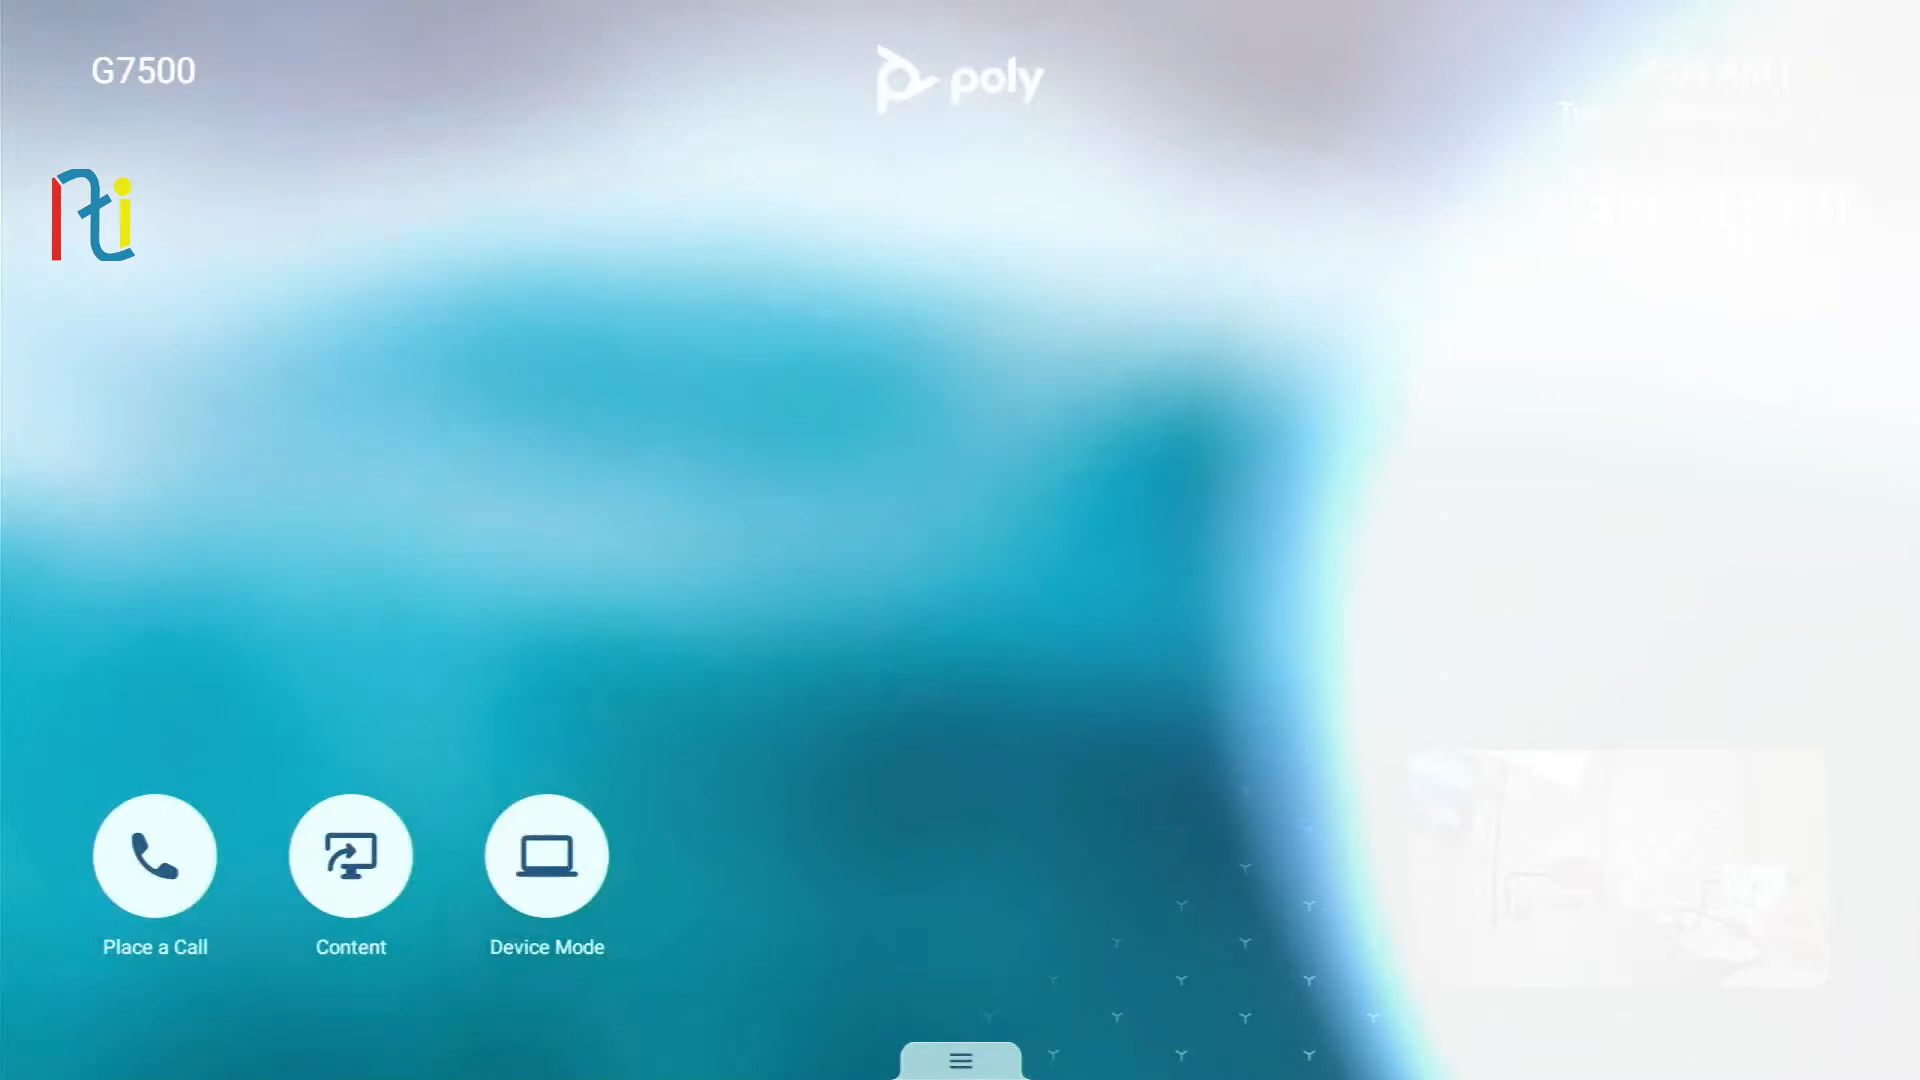 G7500
poly
Place a Call
Content
Device Mode